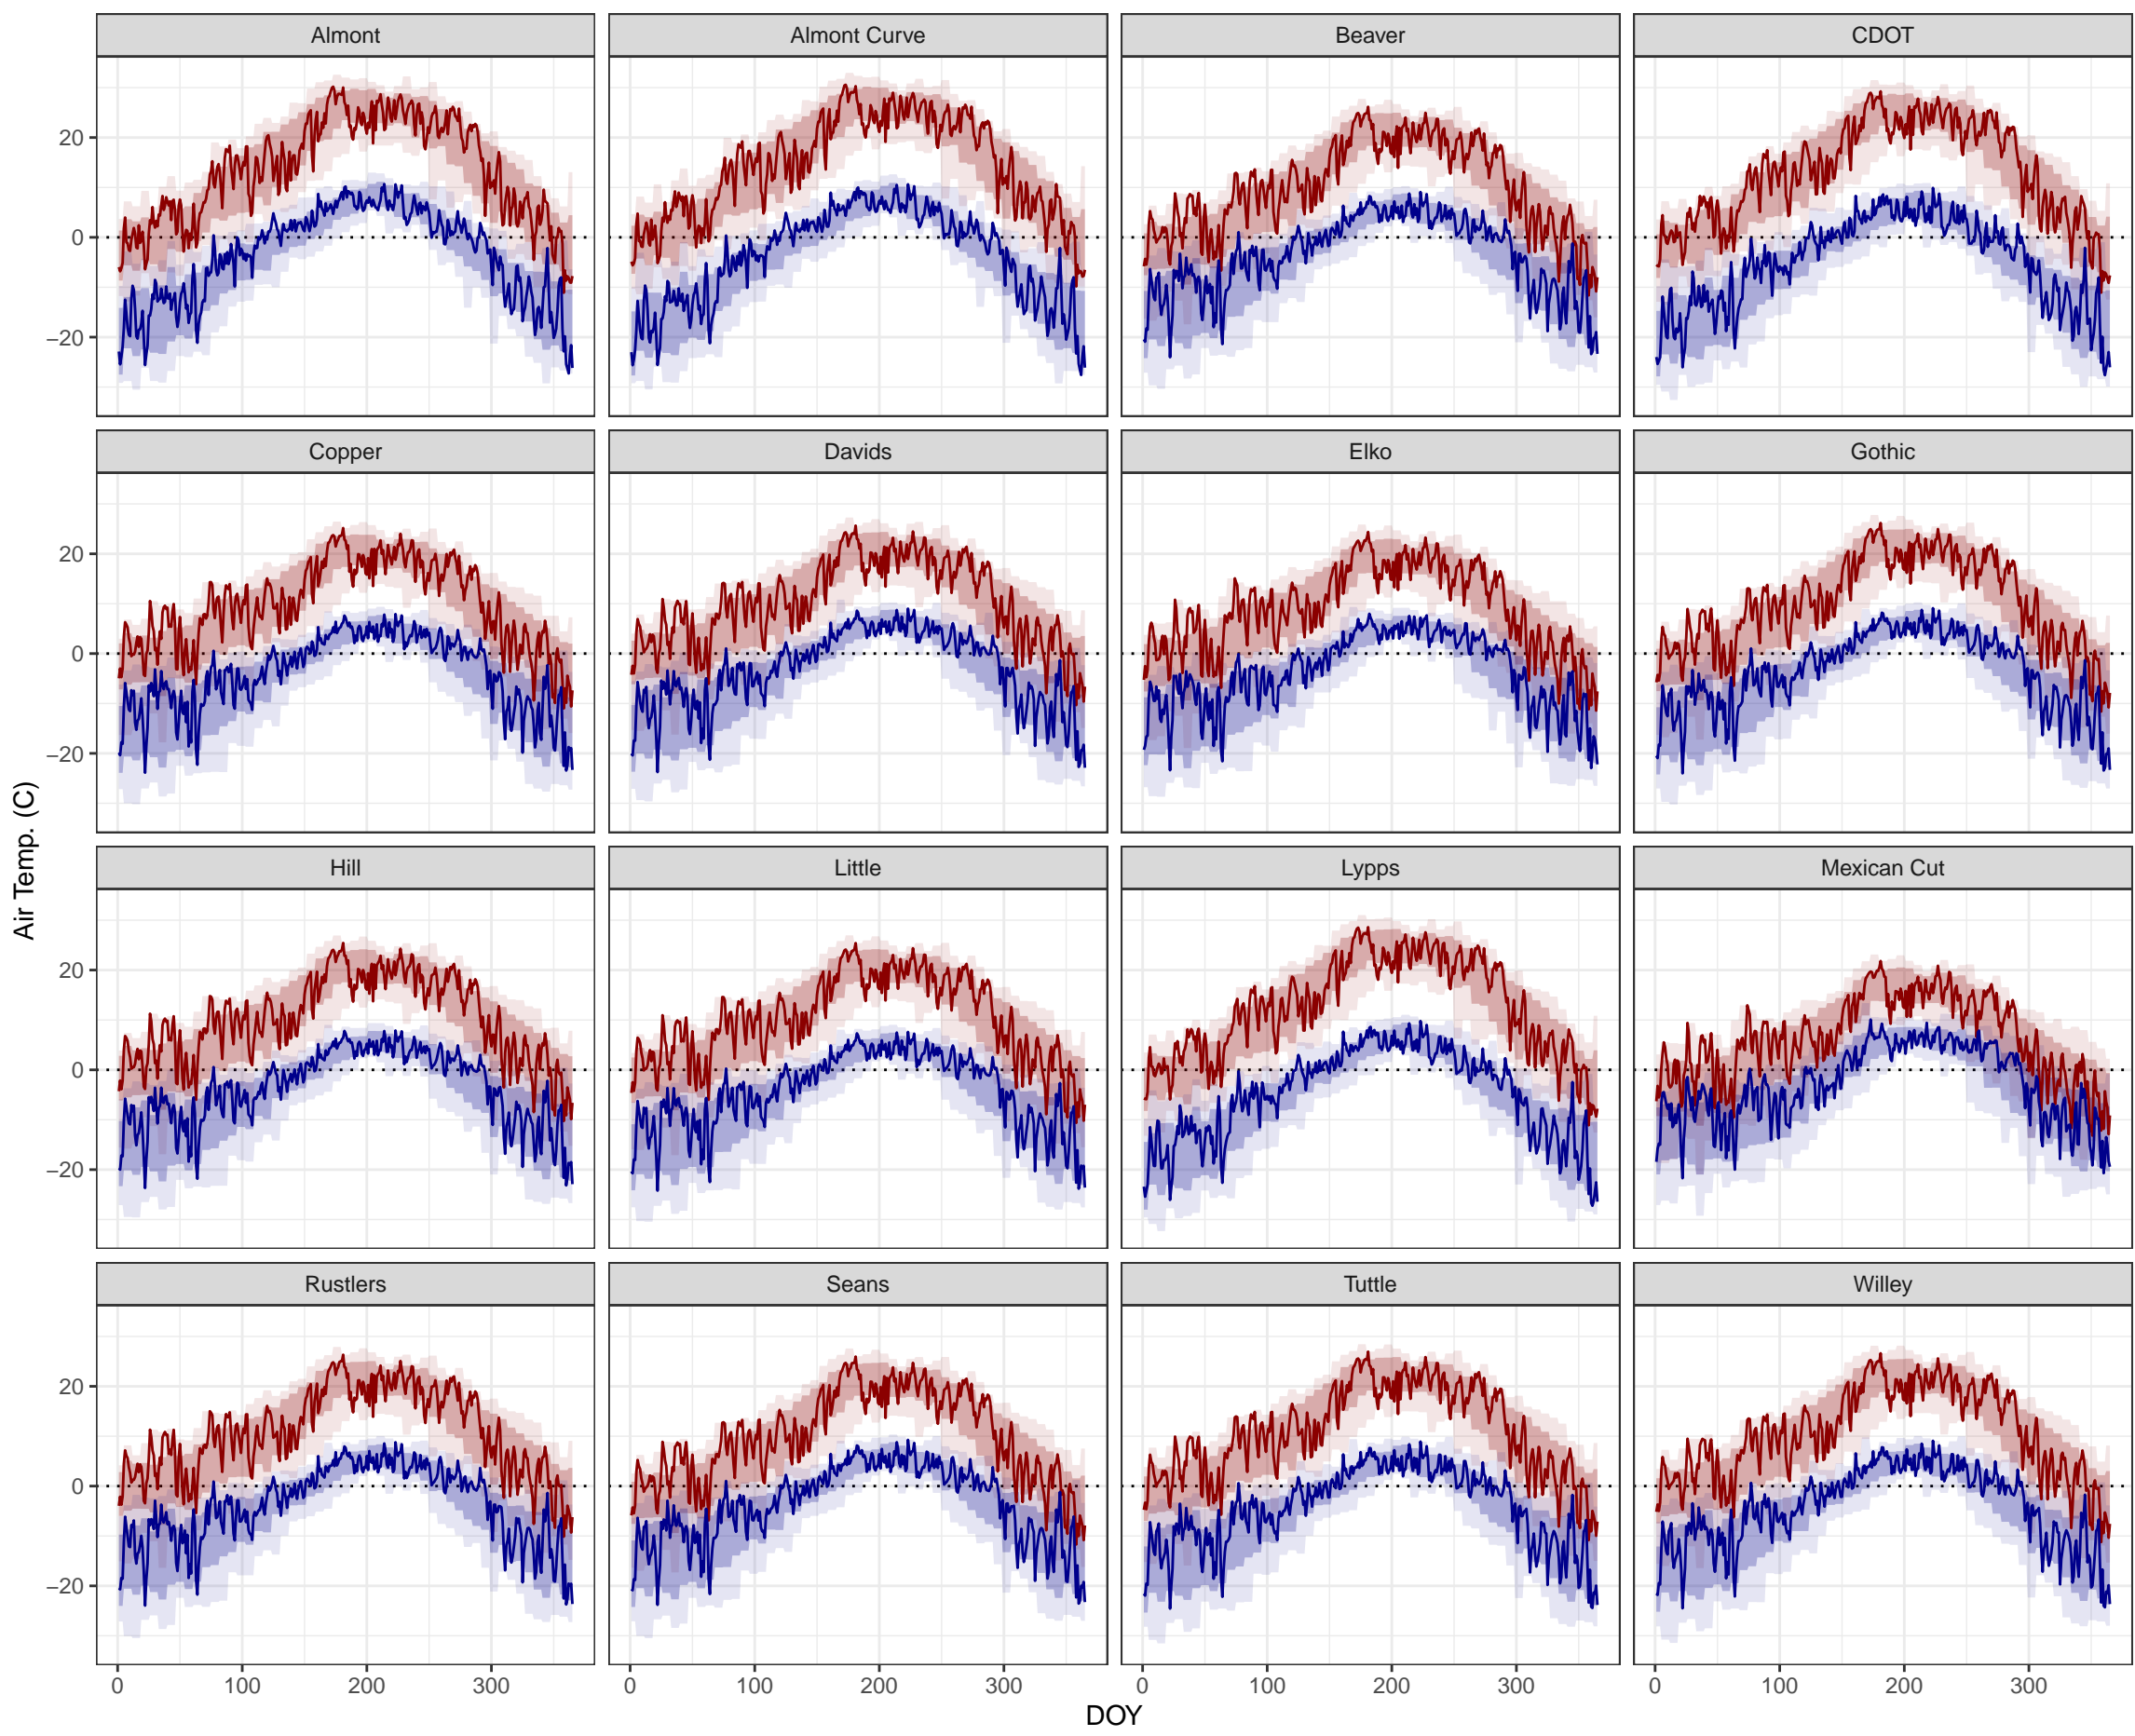 Almont Almont Curve Beaver CDOT
20
0
−20
Copper Davids Elko Gothic
20
0
−20
Air Temp. (C)
Hill Little Lypps Mexican Cut
20
0
−20
Rustlers Seans Tuttle Willey
20
0
−20
0 100 200 300 0 100 200 300 0 100 200 300 0 100 200 300
DOY